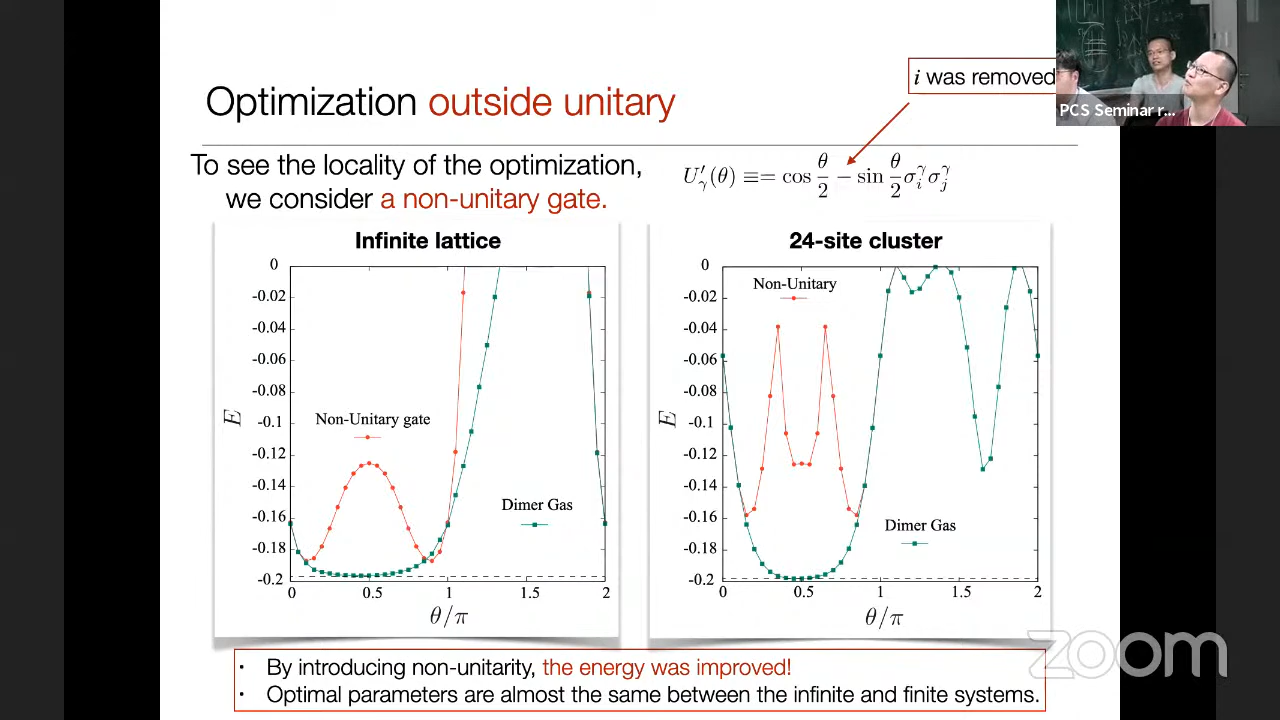 i was removed
Optimization outside unitary
PCS Seminar r...
To see the locality of the optimization,
we consider a non-unitary gate.
U′γ(θ) ≡= cos θ/2 − sin θ/2 σᵢ^γ σⱼ^γ
Infinite lattice
0
-0.02
-0.04
-0.06
-0.08
-0.1
-0.12
-0.14
-0.16
-0.18
-0.2
E
Non-Unitary gate
Dimer Gas
0 0.5 1 1.5 2
θ/π
24-site cluster
0
-0.02
-0.04
-0.06
-0.08
-0.1
-0.12
-0.14
-0.16
-0.18
-0.2
E
Non-Unitary
Dimer Gas
0 0.5 1 1.5 2
θ/π
zoom
· By introducing non-unitarity, the energy was improved!
· Optimal parameters are almost the same between the infinite and finite systems.